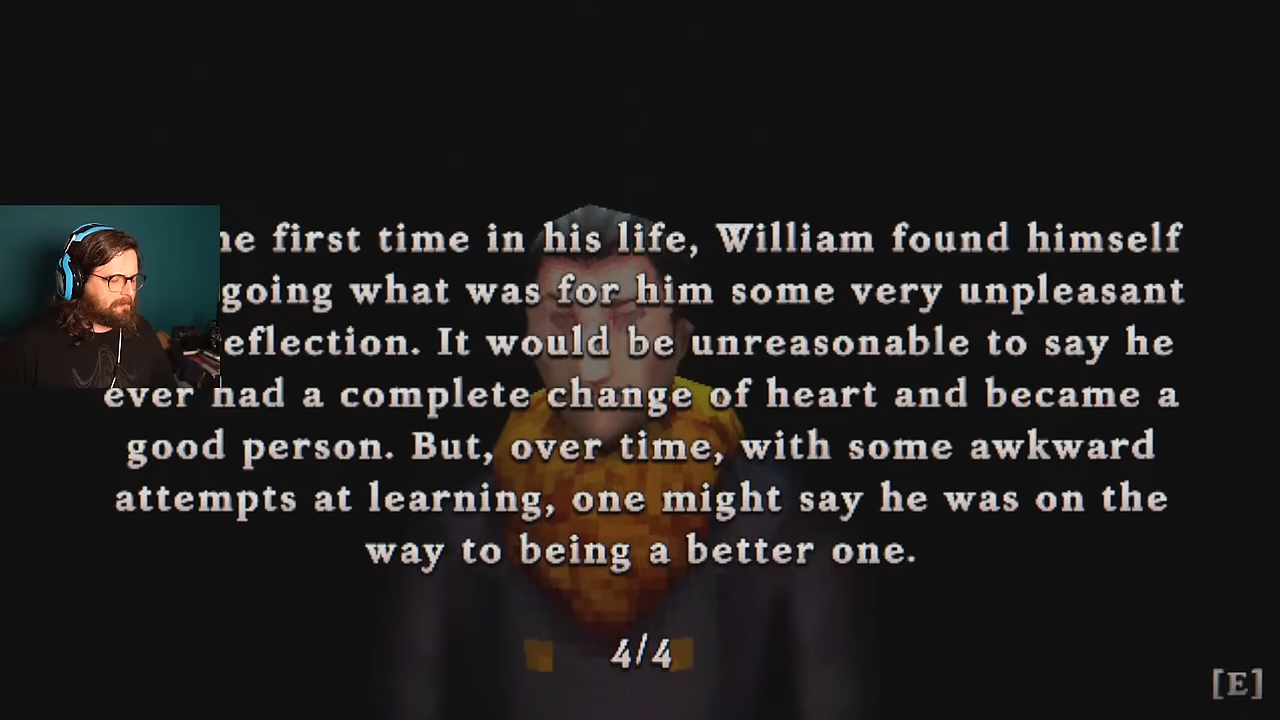 first time in his life, William found himself
going what was for him some very unpleasant
eflection. It would be unreasonable to say he
ever had a complete change of heart and became a
good person. But, over time, with some awkward
attempts at learning, one might say he was on the
way to being a better one.
4/4
[E]